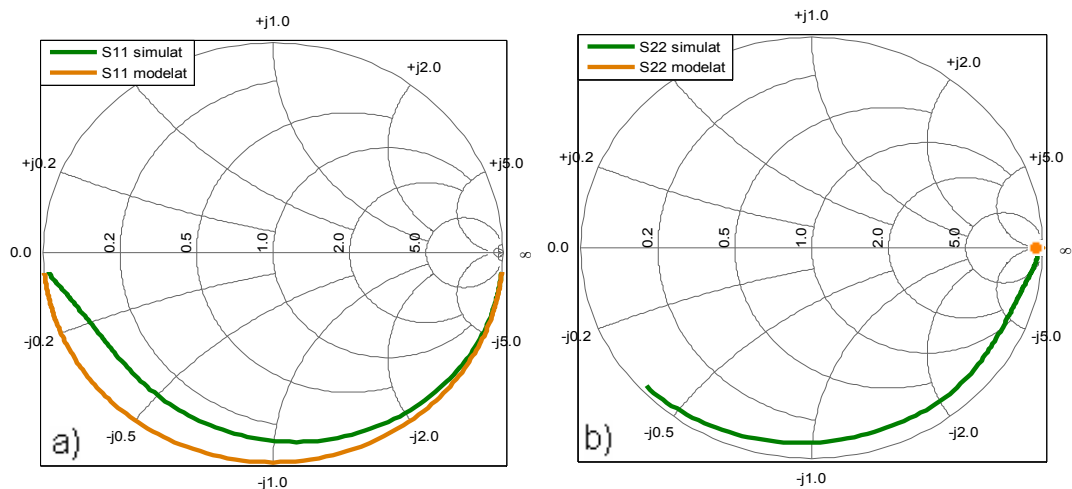 +j1.0
S11 simulat
S11 modelat
+j2.0
+j0.2
+j5.0
0.0
0.2
0.5
1.0
2.0
5.0
∞
-j0.2
-j5.0
-j0.5
-j2.0
a)
-j1.0
+j1.0
S22 simulat
S22 modelat
+j2.0
+j0.2
+j5.0
0.0
0.2
0.5
1.0
2.0
5.0
∞
-j0.2
-j5.0
-j0.5
-j2.0
b)
-j1.0